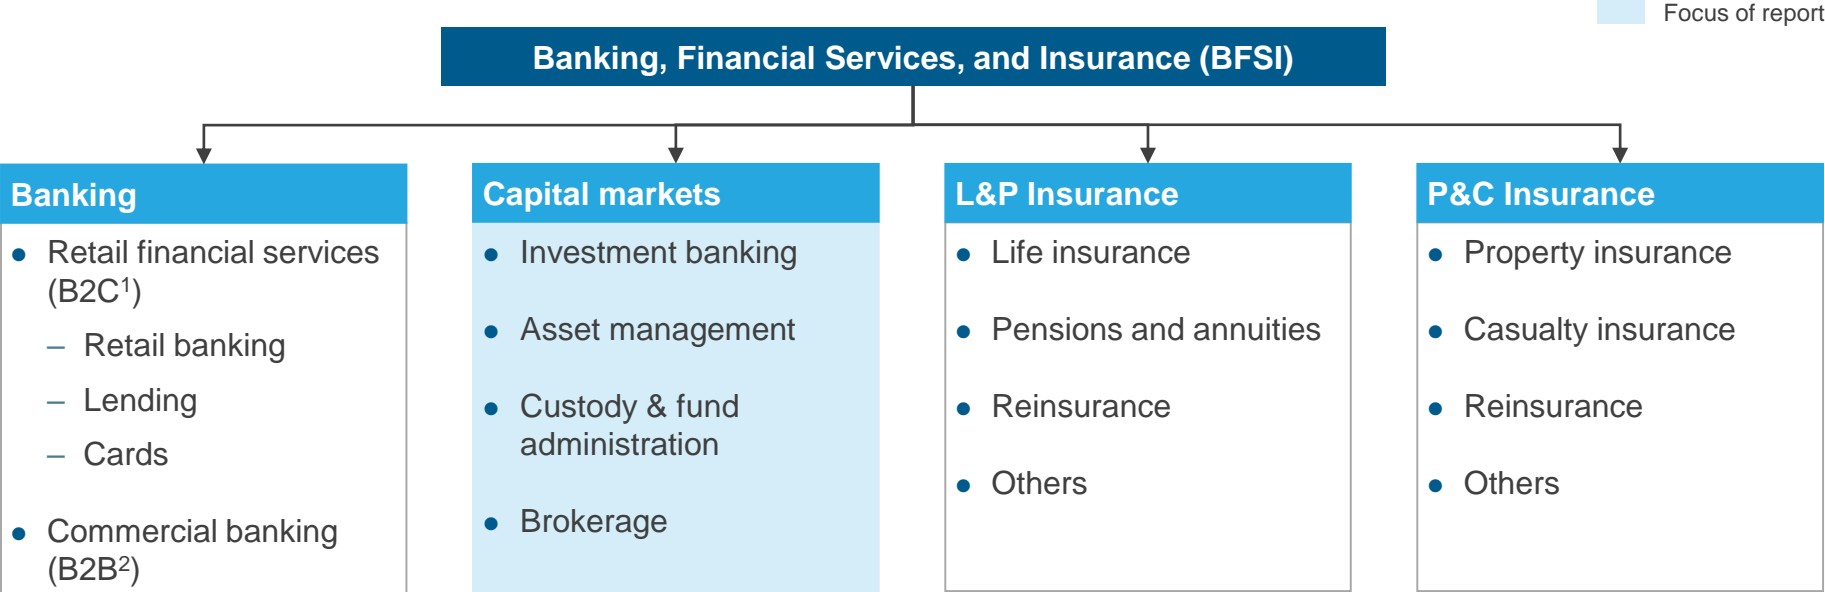 Focus of report
Banking, Financial Services, and Insurance (BFSI)
Banking
● Retail financial services
(B2C¹)
– Retail banking
– Lending
– Cards
● Commercial banking
(B2B²)
Capital markets
● Investment banking
● Asset management
● Custody & fund
administration
● Brokerage
L&P Insurance
● Life insurance
● Pensions and annuities
● Reinsurance
● Others
P&C Insurance
● Property insurance
● Casualty insurance
● Reinsurance
● Others